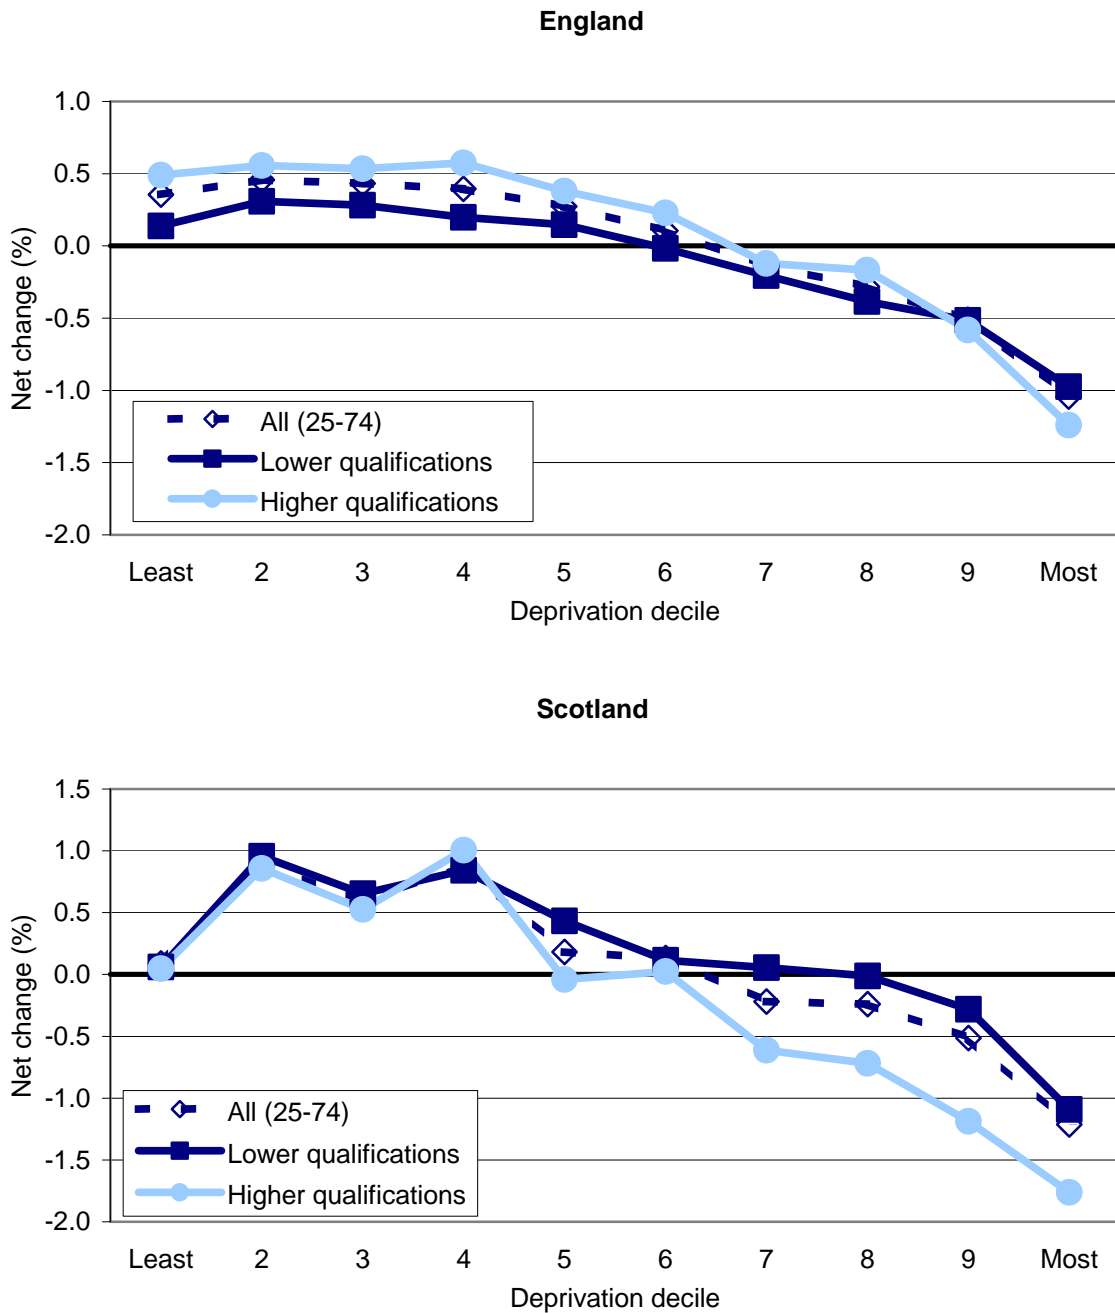 England
1.0
0.5
0.0
-0.5
-1.0
-1.5
-2.0
Net change (%)
All (25-74)
Lower qualifications
Higher qualifications
Least 2 3 4 5 6 7 8 9 Most
Deprivation decile
Scotland
1.5
1.0
0.5
0.0
-0.5
-1.0
-1.5
-2.0
Net change (%)
All (25-74)
Lower qualifications
Higher qualifications
Least 2 3 4 5 6 7 8 9 Most
Deprivation decile